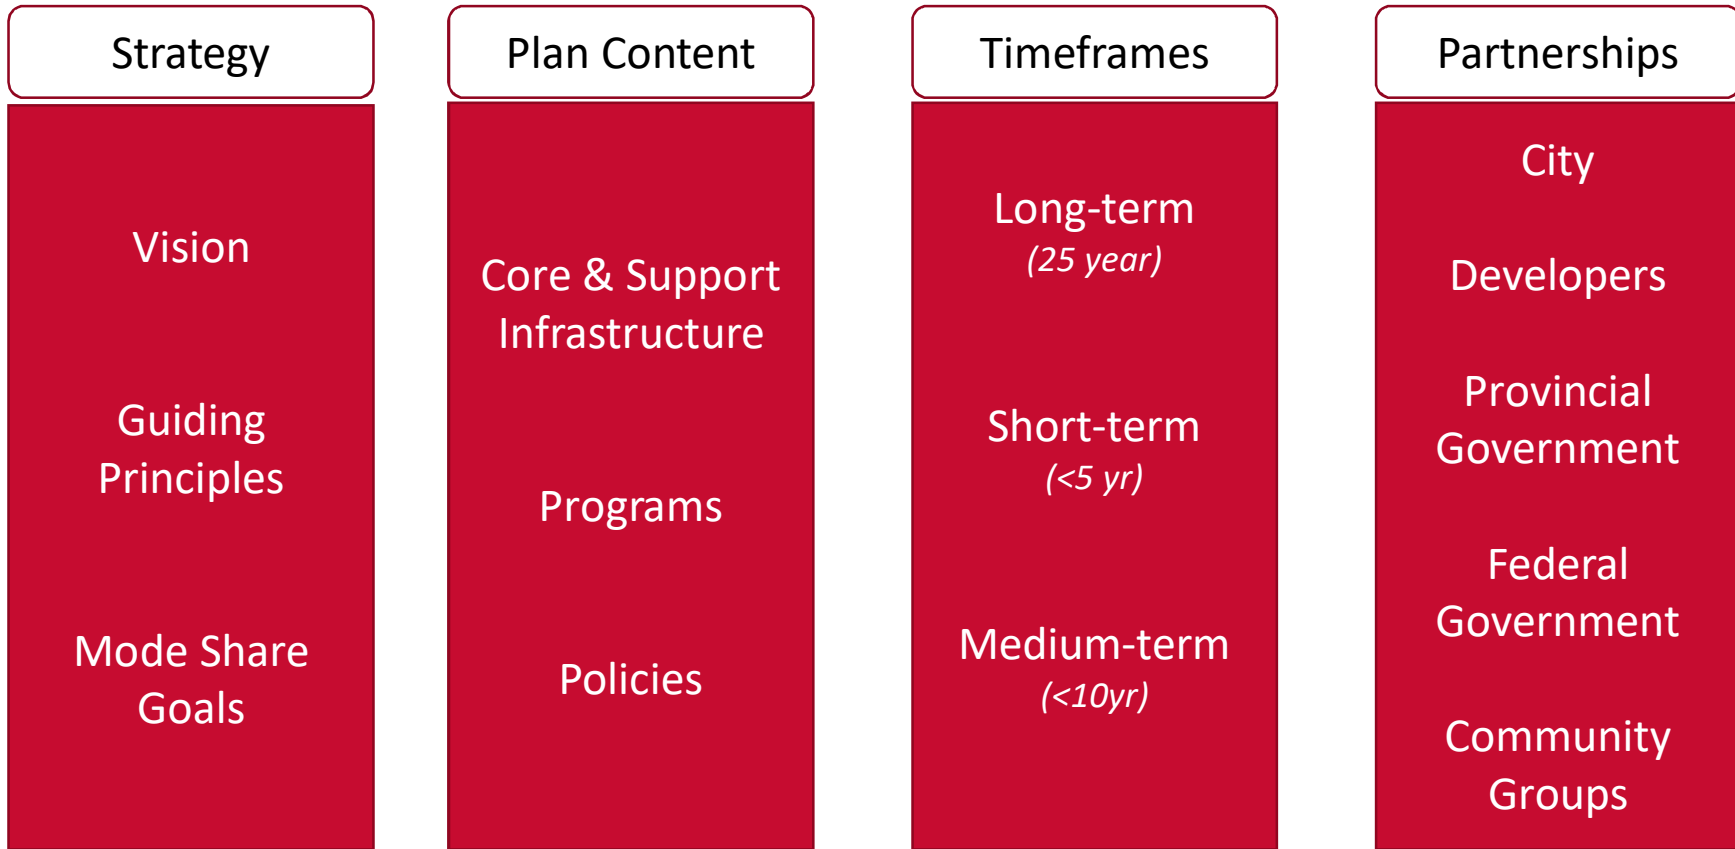 Strategy
Vision
Guiding
Principles
Mode Share
Goals
Plan Content
Core & Support
Infrastructure
Programs
Policies
Timeframes
Long-term
(25 year)
Short-term
(<5 yr)
Medium-term
(<10yr)
Partnerships
City
Developers
Provincial
Government
Federal
Government
Community
Groups